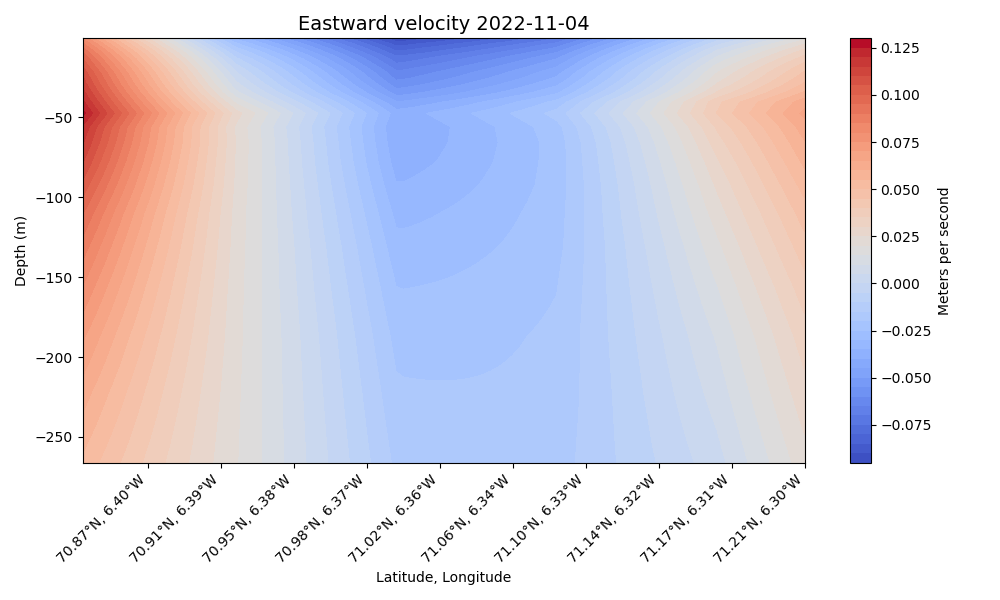 Eastward velocity 2022-11-04
Depth (m)
−50
−100
−150
−200
−250
70.87°N, 6.40°W
70.91°N, 6.39°W
70.95°N, 6.38°W
70.98°N, 6.37°W
71.02°N, 6.36°W
71.06°N, 6.34°W
71.10°N, 6.33°W
71.14°N, 6.32°W
71.17°N, 6.31°W
71.21°N, 6.30°W
Latitude, Longitude
0.125
0.100
0.075
0.050
0.025
0.000
−0.025
−0.050
−0.075
Meters per second